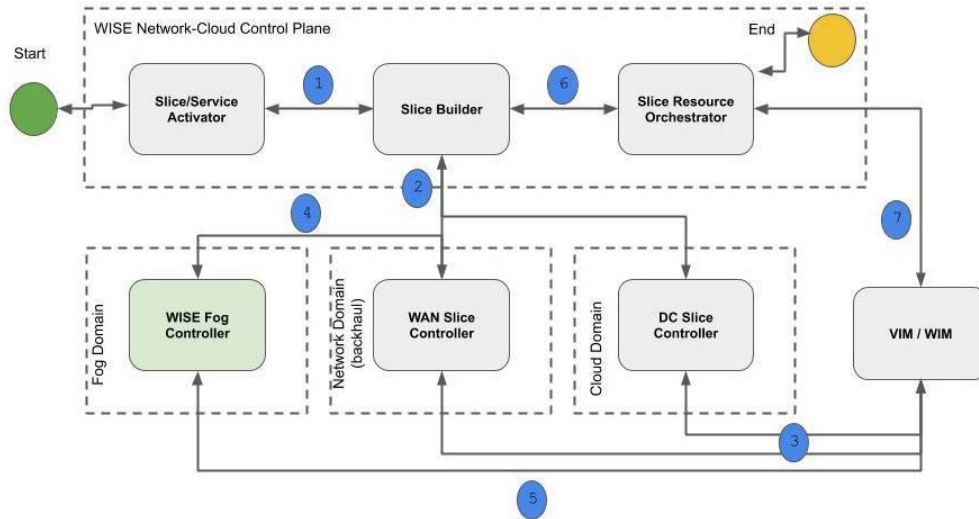 WISE Network-Cloud Control Plane
End
Start
1
6
Slice/Service
Activator
Slice Builder
Slice Resource
Orchestrator
2
4
7
Fog Domain
WISE Fog
Controller
Network Domain
(backhaul)
WAN Slice
Controller
Cloud Domain
DC Slice
Controller
VIM / WIM
3
5